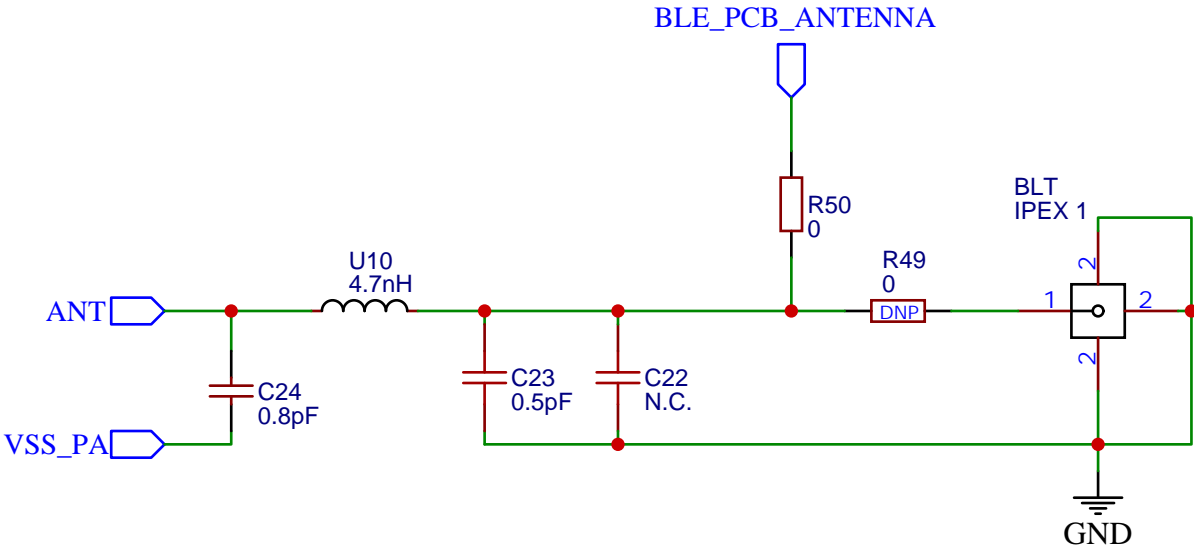 BLE_PCB_ANTENNA
R50
0
BLT
IPEX 1
U10
4.7nH
R49
0
DNP
ANT
1
2
2
2
C24
0.8pF
C23
0.5pF
C22
N.C.
VSS_PA
GND